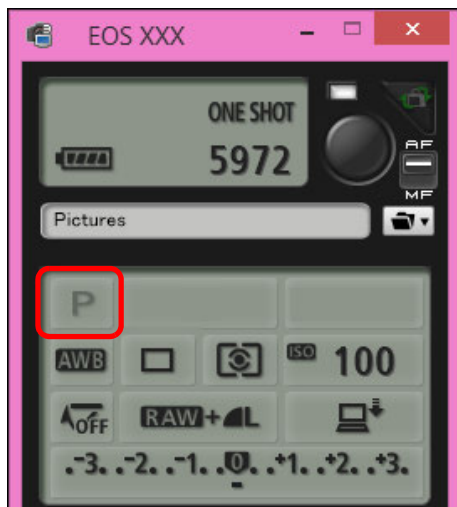 EOS XXX
ONE SHOT
5972
AF
MF
Pictures
P
AWB
ISO 100
OFF
RAW+L
.-3. .-2. .-1. .0. .+1. .+2. .+3.